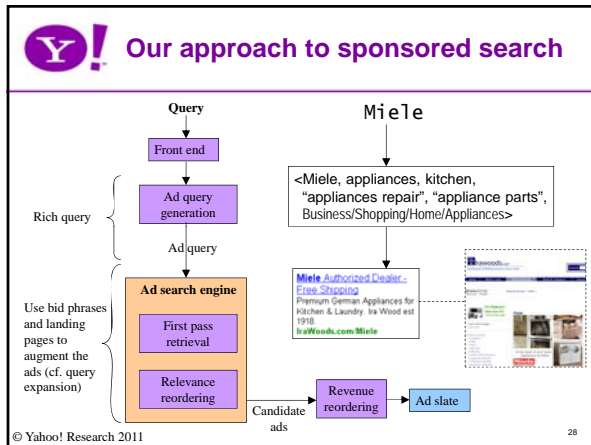 Y!
Our approach to sponsored search
Query
Front end
Rich query
Ad query
generation
Ad query
Use bid phrases
and landing
pages to
augment the
ads (cf. query
expansion)
Ad search engine
First pass
retrieval
Relevance
reordering
Candidate
ads
Revenue
reordering
Ad slate
Miele
<Miele, appliances, kitchen,
"appliances repair", "appliance parts",
Business/Shopping/Home/Appliances>
Miele Authorized Dealer -
Free Shipping
Premium German Appliances for
Kitchen & Laundry. Ira Wood est
1918.
IraWoods.com/Miele
© Yahoo! Research 2011
28